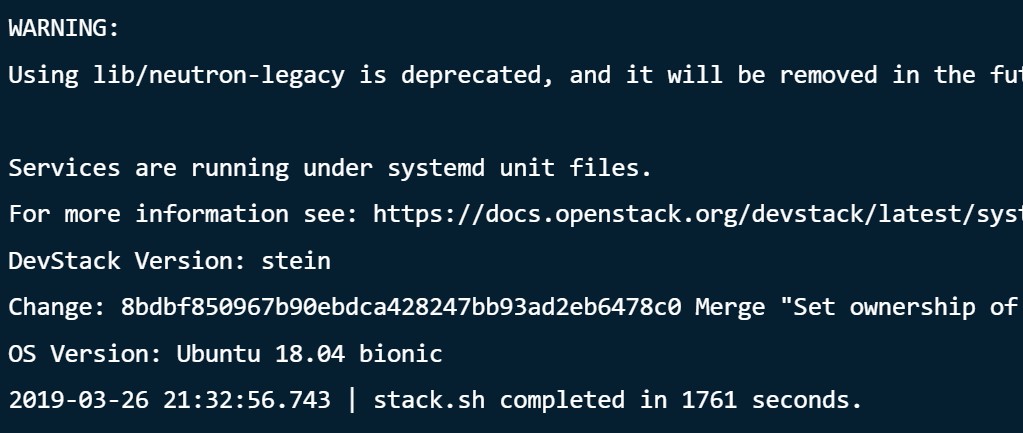 WARNING:
Using lib/neutron-legacy is deprecated, and it will be removed in the fut
Services are running under systemd unit files.
For more information see: https://docs.openstack.org/devstack/latest/syst
DevStack Version: stein
Change: 8bdbf850967b90ebdca428247bb93ad2eb6478c0 Merge "Set ownership of
OS Version: Ubuntu 18.04 bionic
2019-03-26 21:32:56.743 | stack.sh completed in 1761 seconds.